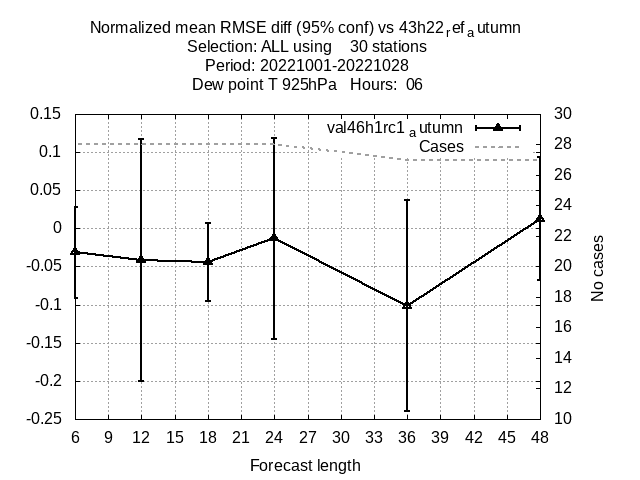 Normalized mean RMSE diff (95% conf) vs 43h22refautumn
Selection: ALL using 30 stations
Period: 20221001-20221028
Dew point T 925hPa Hours: 06
val46h1rc1autumn
Cases
0.15
0.1
0.05
0
-0.05
-0.1
-0.15
-0.2
-0.25
30
28
26
24
22
20
18
16
14
12
10
No cases
6 9 12 15 18 21 24 27 30 33 36 39 42 45 48
Forecast length